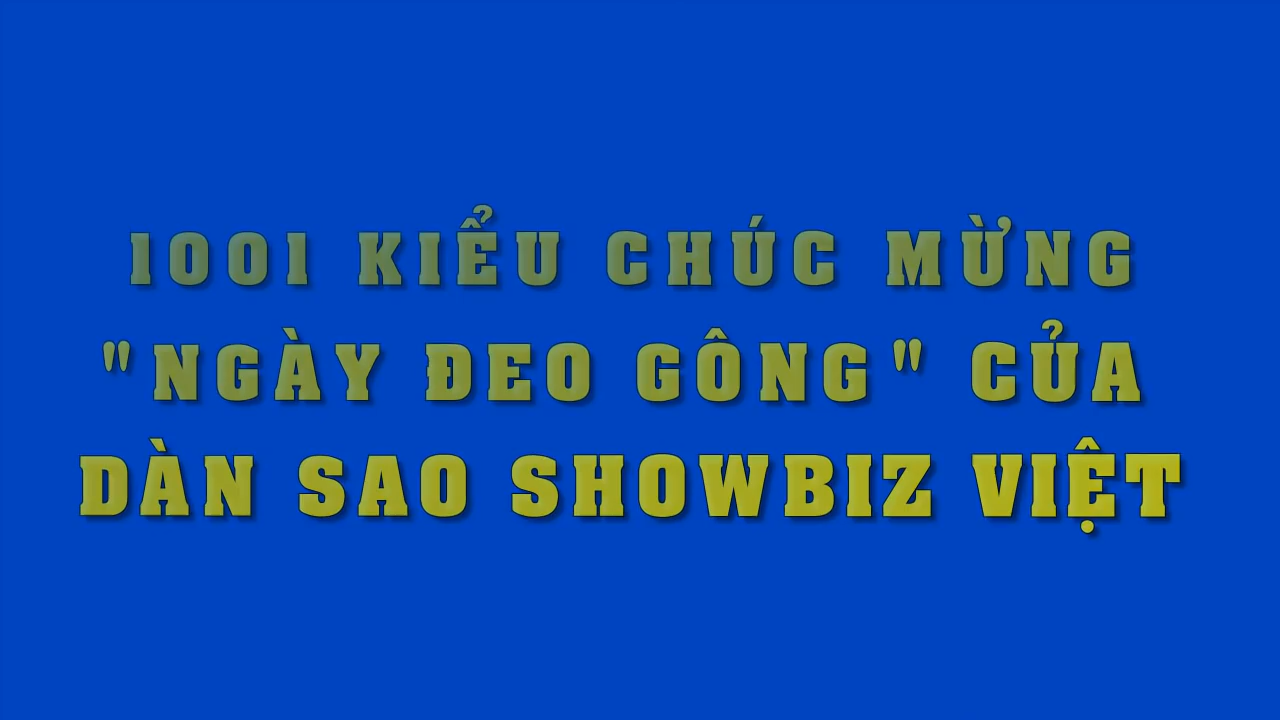 1001 KIỂU CHÚC MỪNG
"NGÀY ĐEO GÔNG" CỦA
DÀN SAO SHOWBIZ VIỆT